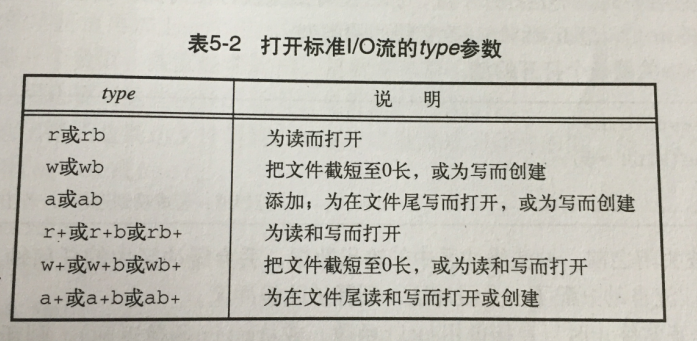 表5-2 打开标准I/O流的type参数
type 说 明
r或rb 为读而打开
w或wb 把文件截短至0长，或为写而创建
a或ab 添加；为在文件尾写而打开，或为写而创建
r+或r+b或rb+ 为读和写而打开
w+或w+b或wb+ 把文件截短至0长，或为读和写而打开
a+或a+b或ab+ 为在文件尾读和写而打开或创建